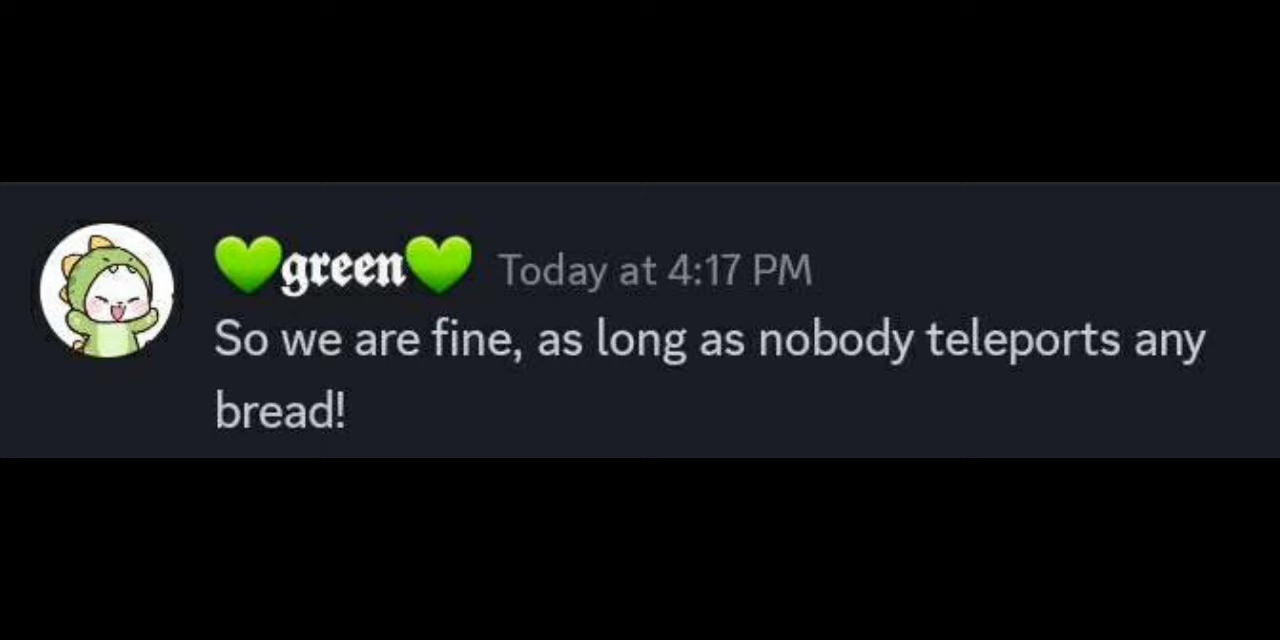 💚green💚 Today at 4:17 PM
So we are fine, as long as nobody teleports any
bread!